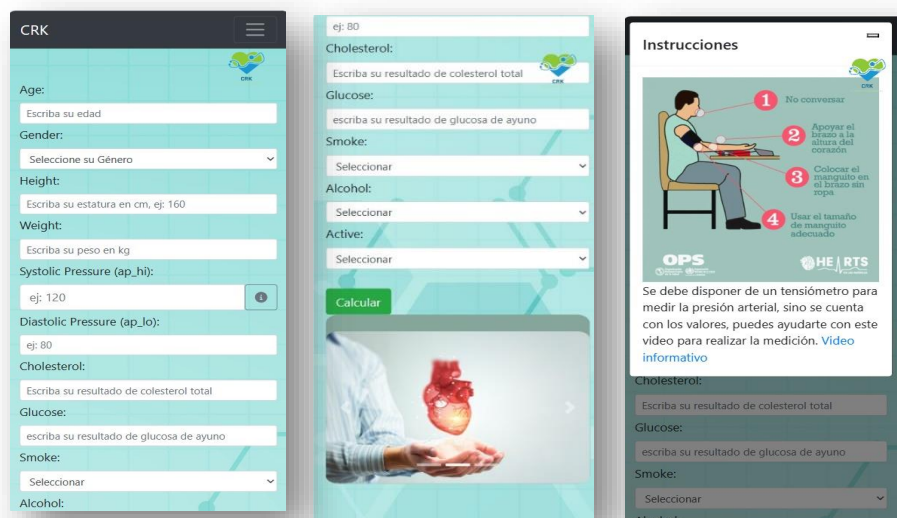 CRK
CRK
Age:
Escriba su edad
Gender:
Seleccione su Género
Height:
Escriba su estatura en cm, ej: 160
Weight:
Escriba su peso en kg
Systolic Pressure (ap_hi):
ej: 120
Diastolic Pressure (ap_lo):
ej: 80
Cholesterol:
Escriba su resultado de colesterol total
Glucose:
escriba su resultado de glucosa de ayuno
Smoke:
Seleccionar
Alcohol:
ej: 80
Cholesterol:
Escriba su resultado de colesterol total
CRK
Glucose:
escriba su resultado de glucosa de ayuno
Smoke:
Seleccionar
Alcohol:
Seleccionar
Active:
Seleccionar
Calcular
Instrucciones
CRK
1 No conversar
2 Apoyar el
brazo a la
altura del
corazón
3 Colocar el
manguito en
el brazo sin
ropa
4 Usar el tamaño
de manguito
adecuado
OPS
HEARTS
Se debe disponer de un tensiómetro para
medir la presión arterial, sino se cuenta
con los valores, puedes ayudarte con este
video para realizar la medición. Video
informativo
Cholesterol:
Escriba su resultado de colesterol total
Glucose:
escriba su resultado de glucosa de ayuno
Smoke:
Seleccionar